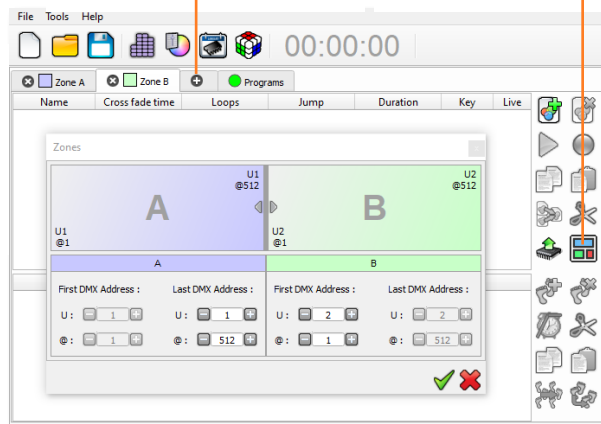 File Tools Help
00:00:00
Zone A Zone B Programs
Name Cross fade time Loops Jump Duration Key Live
Zones
U1
@512
A
U1
@1
U2
@512
B
U2
@1
A B
First DMX Address : Last DMX Address : First DMX Address : Last DMX Address :
U : 1 U : 1 U : 2 U : 2
@ : 1 @ : 512 @ : 1 @ : 512